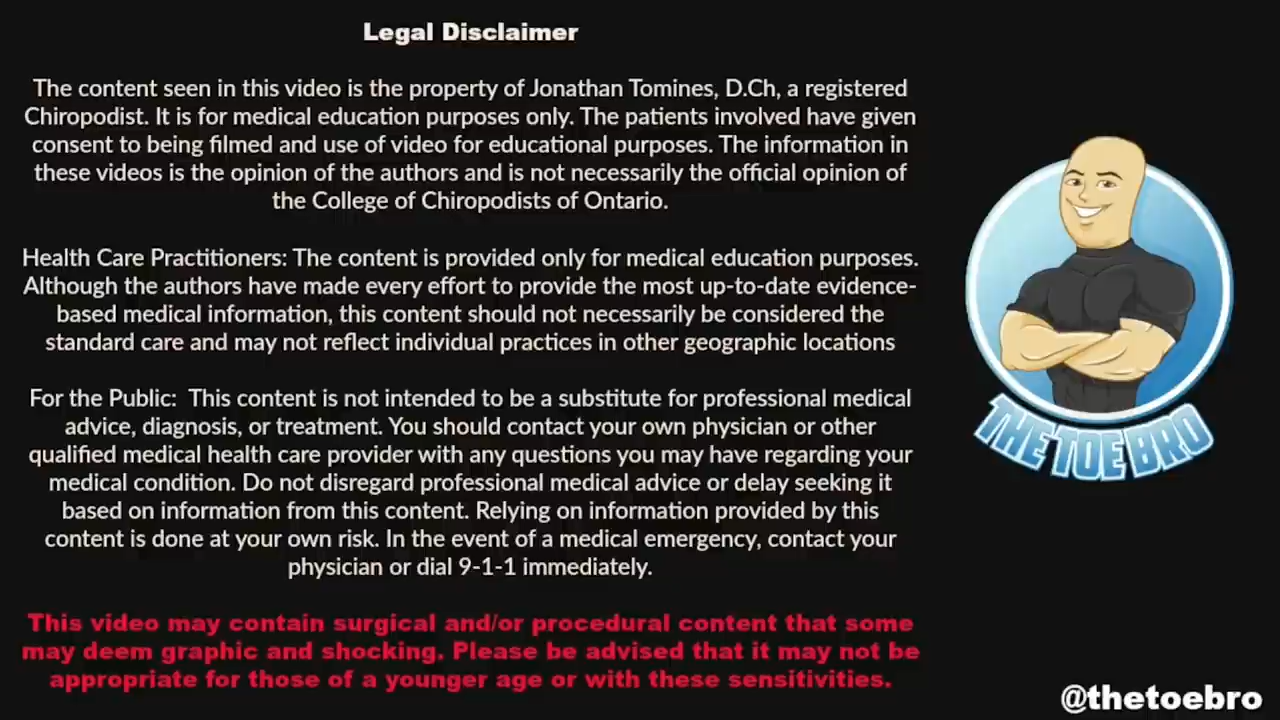 Legal Disclaimer
The content seen in this video is the property of Jonathan Tomines, D.Ch, a registered
Chiropodist. It is for medical education purposes only. The patients involved have given
consent to being filmed and use of video for educational purposes. The information in
these videos is the opinion of the authors and is not necessarily the official opinion of
the College of Chiropodists of Ontario.
Health Care Practitioners: The content is provided only for medical education purposes.
Although the authors have made every effort to provide the most up-to-date evidence-
based medical information, this content should not necessarily be considered the
standard care and may not reflect individual practices in other geographic locations
For the Public: This content is not intended to be a substitute for professional medical
advice, diagnosis, or treatment. You should contact your own physician or other
qualified medical health care provider with any questions you may have regarding your
medical condition. Do not disregard professional medical advice or delay seeking it
based on information from this content. Relying on information provided by this
content is done at your own risk. In the event of a medical emergency, contact your
physician or dial 9-1-1 immediately.
This video may contain surgical and/or procedural content that some
may deem graphic and shocking. Please be advised that it may not be
appropriate for those of a younger age or with these sensitivities.
THE TOE BRO
@thetoebro